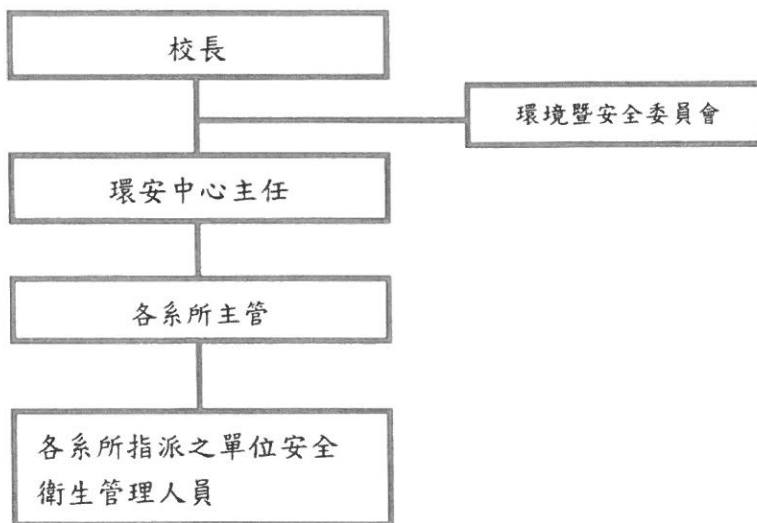 校長
環境暨安全委員會
環安中心主任
各系所主管
各系所指派之單位安全
衛生管理人員